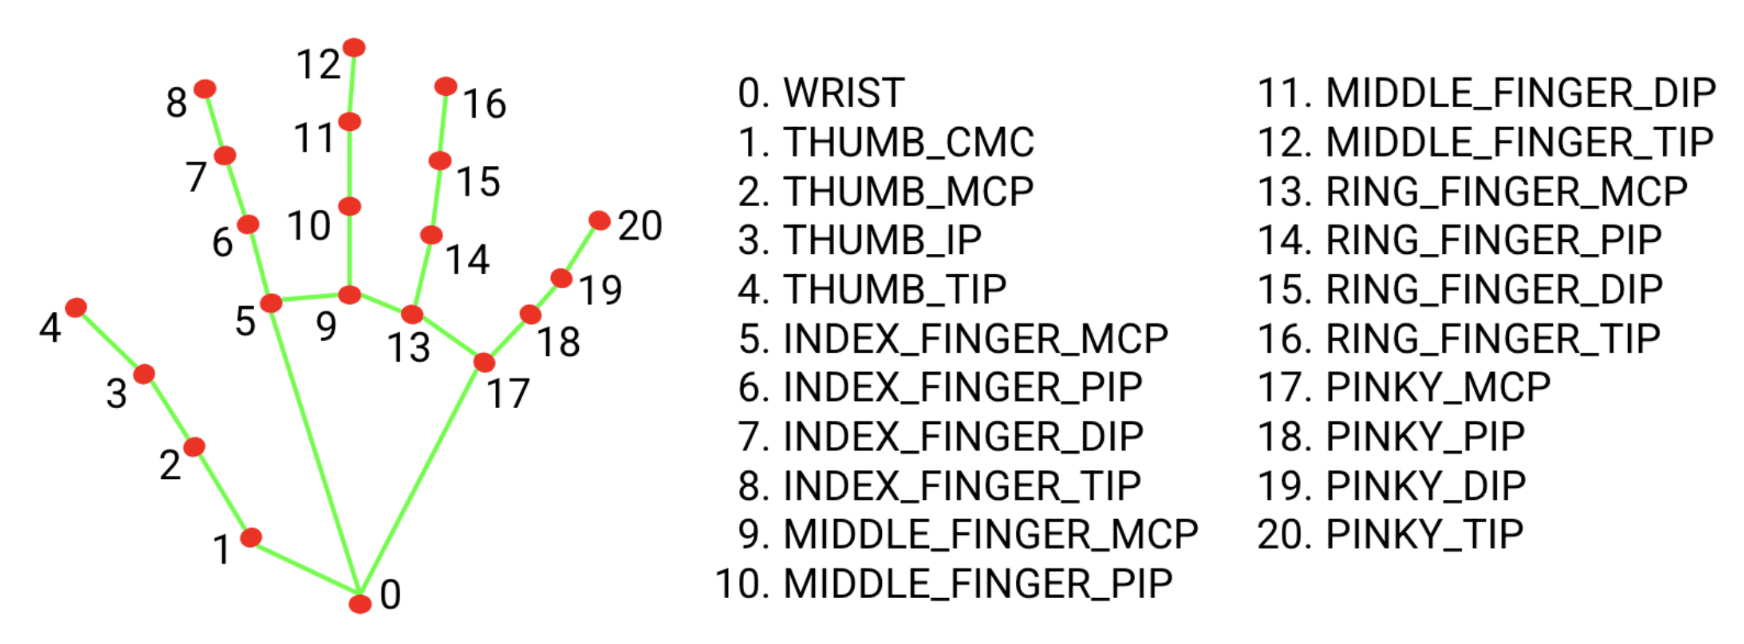 12
8
16
11
7
15
10
20
6
14
19
4
5
9
13
18
3
17
2
1
0
0. WRIST
1. THUMB_CMC
2. THUMB_MCP
3. THUMB_IP
4. THUMB_TIP
5. INDEX_FINGER_MCP
6. INDEX_FINGER_PIP
7. INDEX_FINGER_DIP
8. INDEX_FINGER_TIP
9. MIDDLE_FINGER_MCP
10. MIDDLE_FINGER_PIP
11. MIDDLE_FINGER_DIP
12. MIDDLE_FINGER_TIP
13. RING_FINGER_MCP
14. RING_FINGER_PIP
15. RING_FINGER_DIP
16. RING_FINGER_TIP
17. PINKY_MCP
18. PINKY_PIP
19. PINKY_DIP
20. PINKY_TIP